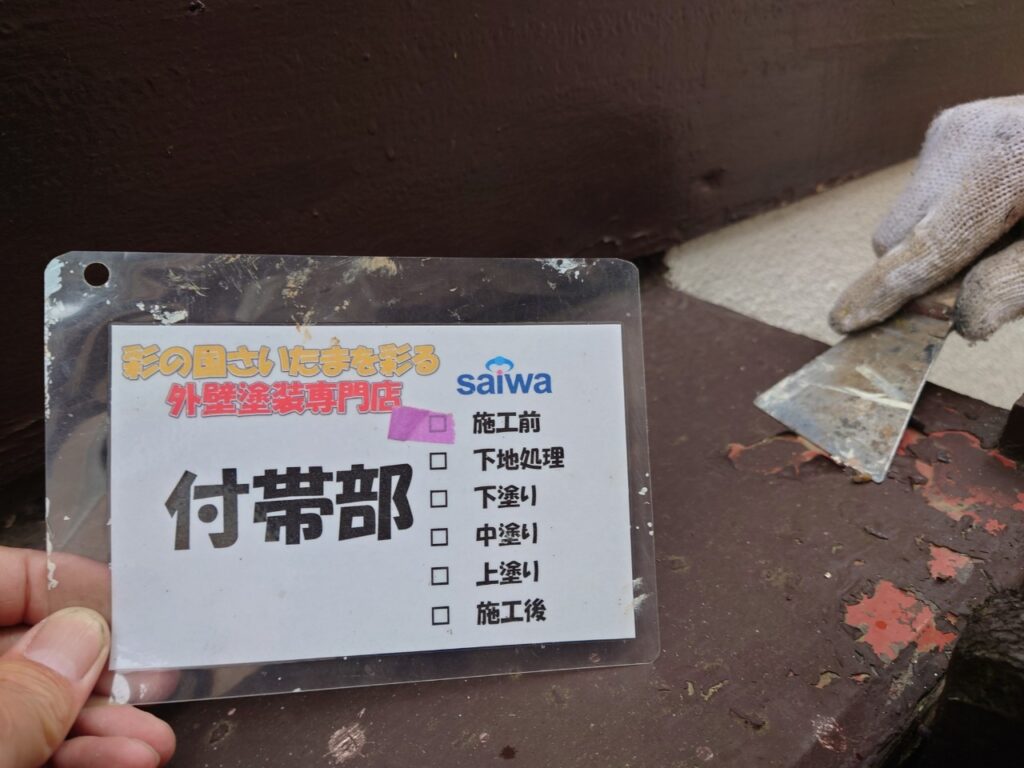 彩の国さいたまを彩る
外壁塗装専門店
saiwa
付帯部
□ 施工前
□ 下地処理
□ 下塗り
□ 中塗り
□ 上塗り
□ 施工後